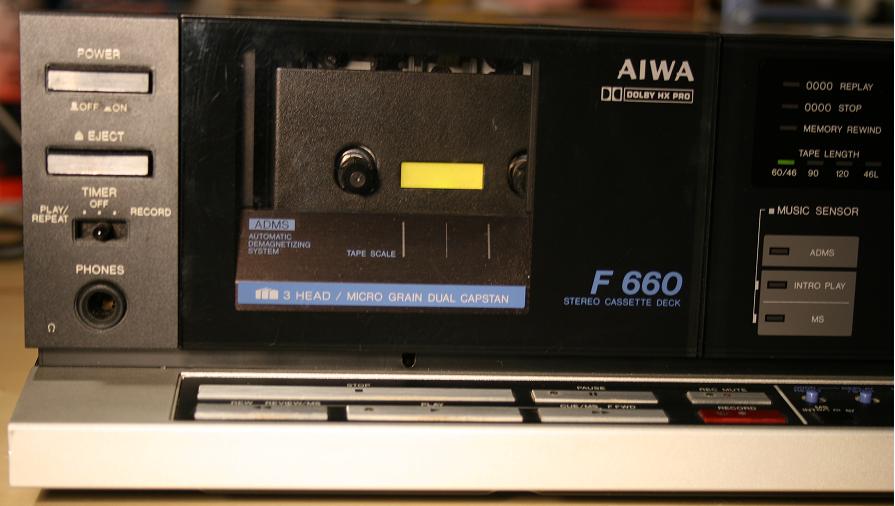 POWER
OFF ON
EJECT
TIMER
OFF
PLAY/
REPEAT
RECORD
PHONES
ADMS
AUTOMATIC
DEMAGNETIZING
SYSTEM
TAPE SCALE
3 HEAD / MICRO GRAIN DUAL CAPSTAN
AIWA
DOLBY HX PRO
F 660
STEREO CASSETTE DECK
0000 REPLAY
0000 STOP
MEMORY REWIND
TAPE LENGTH
60/46 90 120 46L
MUSIC SENSOR
ADMS
INTRO PLAY
MS
STOP
PAUSE
REC MUTE
REW REVIEW/MS
PLAY
CUE/MS, F FWD
RECORD